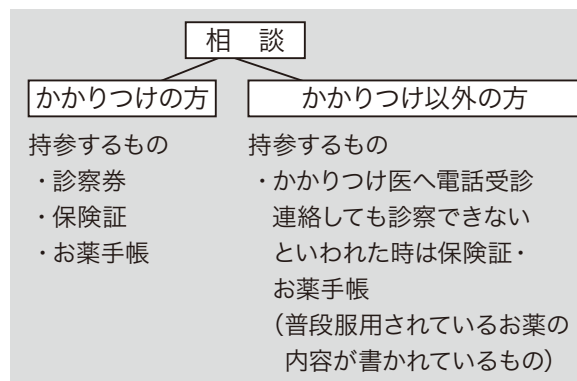 相　談
かかりつけの方
持参するもの
・診察券
・保険証
・お薬手帳
かかりつけ以外の方
持参するもの
・かかりつけ医へ電話受診
連絡しても診察できない
といわれた時は保険証・
お薬手帳
（普段服用されているお薬の
内容が書かれているもの）